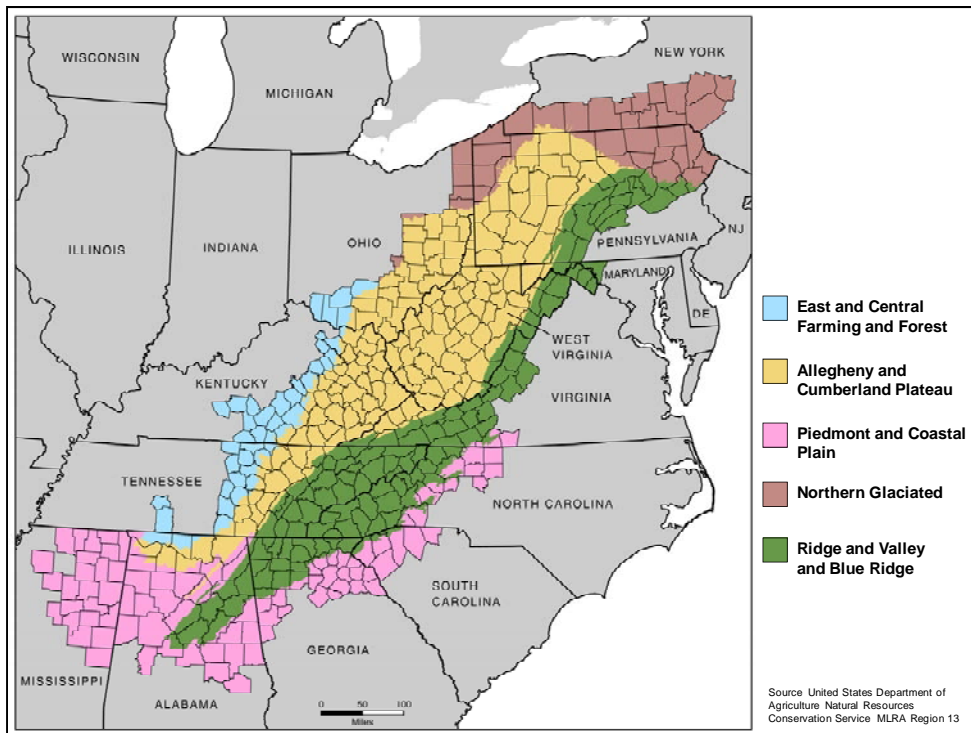 WISCONSIN
MICHIGAN
NEW YORK
ILLINOIS
INDIANA
OHIO
PENNSYLVANIA
NJ
MARYLAND
DE
WEST
VIRGINIA
VIRGINIA
KENTUCKY
TENNESSEE
NORTH CAROLINA
SOUTH
CAROLINA
GEORGIA
MISSISSIPPI
ALABAMA
0 50 100
Miles
East and Central
Farming and Forest
Allegheny and
Cumberland Plateau
Piedmont and Coastal
Plain
Northern Glaciated
Ridge and Valley
and Blue Ridge
Source United States Department of
Agriculture Natural Resources
Conservation Service MLRA Region 13